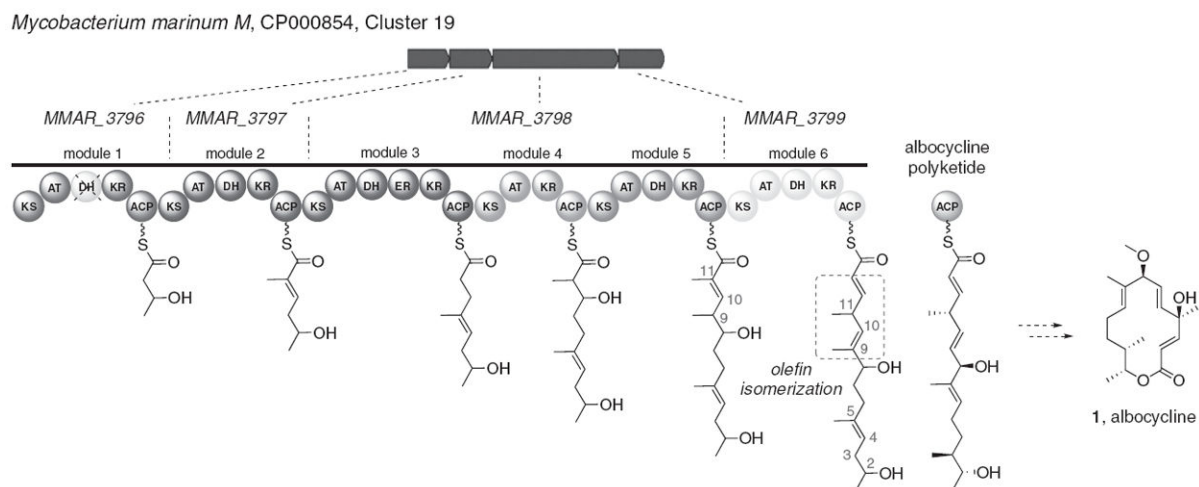 Mycobacterium marinum M, CP000854, Cluster 19
MMAR_3796 MMAR_3797 MMAR_3798 MMAR_3799
module 1 module 2 module 3 module 4 module 5 module 6
albocycline
polyketide
KS AT DH KR ACP KS AT DH KR ACP KS AT DH ER KR ACP KS AT KR ACP KS AT DH KR ACP KS AT DH KR ACP ACP
S O OH
S O OH
S O OH
S O OH OH
S O 11 10 9 OH OH
S O 11 10 9 OH 5 4 3 2 OH
olefin
isomerization
S O OH OH
O OH O O
1, albocycline